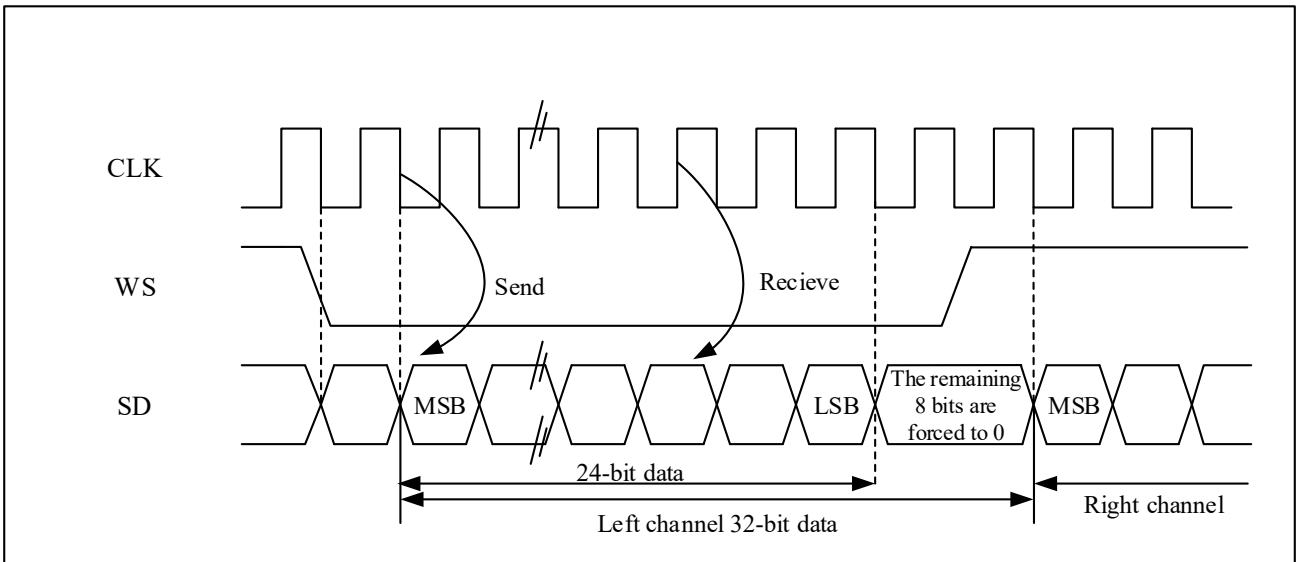 CLK
WS
Send
Recieve
SD
MSB
LSB
The remaining
8 bits are
forced to 0
MSB
24-bit data
Right channel
Left channel 32-bit data